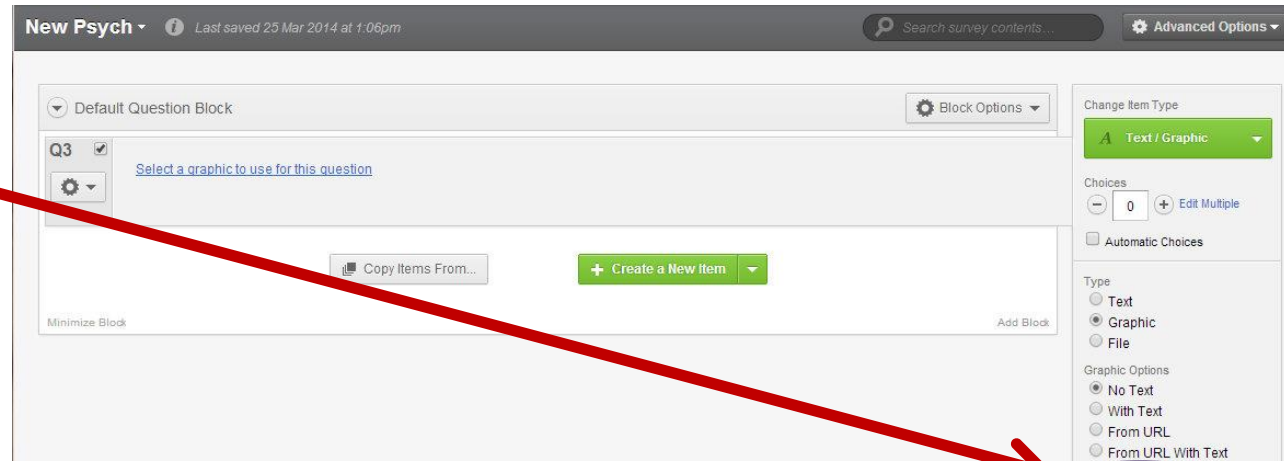 New Psych
i Last saved 25 Mar 2014 at 1:06pm
Search survey contents...
Advanced Options
Default Question Block
Block Options
Q3
Select a graphic to use for this question
Copy Items From...
+ Create a New Item
Minimize Block
Add Block
Change Item Type
A Text / Graphic
Choices
− 0 + Edit Multiple
Automatic Choices
Type
Text
Graphic
File
Graphic Options
No Text
With Text
From URL
From URL With Text